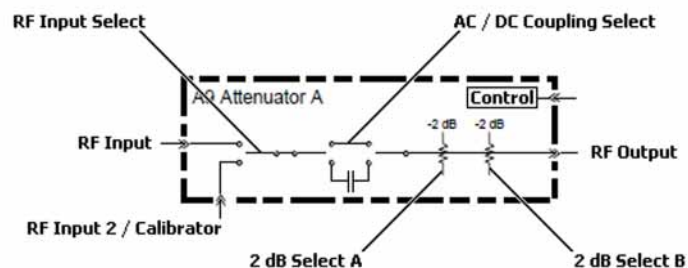 RF Input Select
AC / DC Coupling Select
A9 Attenuator A
Control
-2 dB
-2 dB
RF Input
RF Output
RF Input 2 / Calibrator
2 dB Select A
2 dB Select B